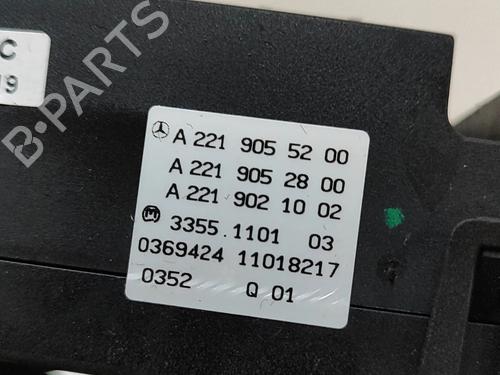 C
19
B-PARTS
A 221 905 52 00
A 221 905 28 00
A 221 902 10 02
M 3355.1101 03
0369424 11018217
0352 Q 01